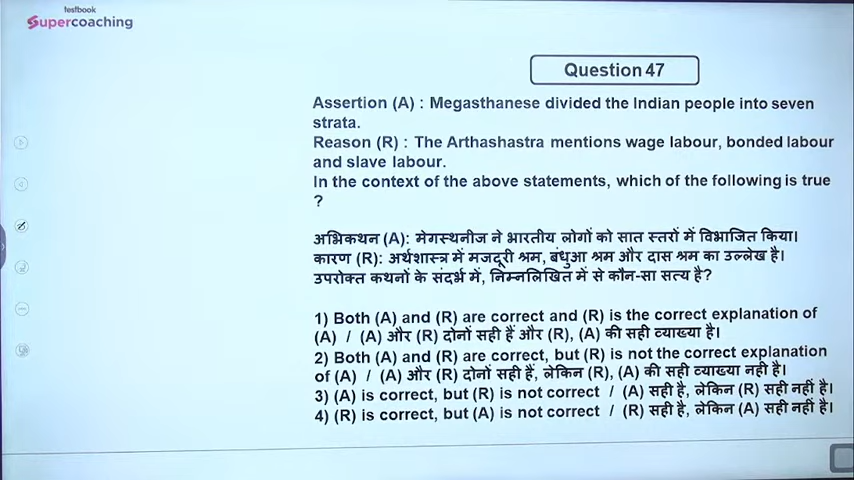 testbook
Supercoaching
Question 47
Assertion (A) : Megasthanese divided the Indian people into seven
strata.
Reason (R) : The Arthashastra mentions wage labour, bonded labour
and slave labour.
In the context of the above statements, which of the following is true
?
अभिकथन (A): मेगस्थनीज ने भारतीय लोगों को सात स्तरों में विभाजित किया।
कारण (R): अर्थशास्त्र में मजदूरी श्रम, बंधुआ श्रम और दास श्रम का उल्लेख है।
उपरोक्त कथनों के संदर्भ में, निम्नलिखित में से कौन-सा सत्य है?
1) Both (A) and (R) are correct and (R) is the correct explanation of
(A) / (A) और (R) दोनों सही हैं और (R), (A) की सही व्याख्या है।
2) Both (A) and (R) are correct, but (R) is not the correct explanation
of (A) / (A) और (R) दोनों सही हैं, लेकिन (R), (A) की सही व्याख्या नही है।
3) (A) is correct, but (R) is not correct / (A) सही है, लेकिन (R) सही नहीं है।
4) (R) is correct, but (A) is not correct / (R) सही है, लेकिन (A) सही नहीं है।